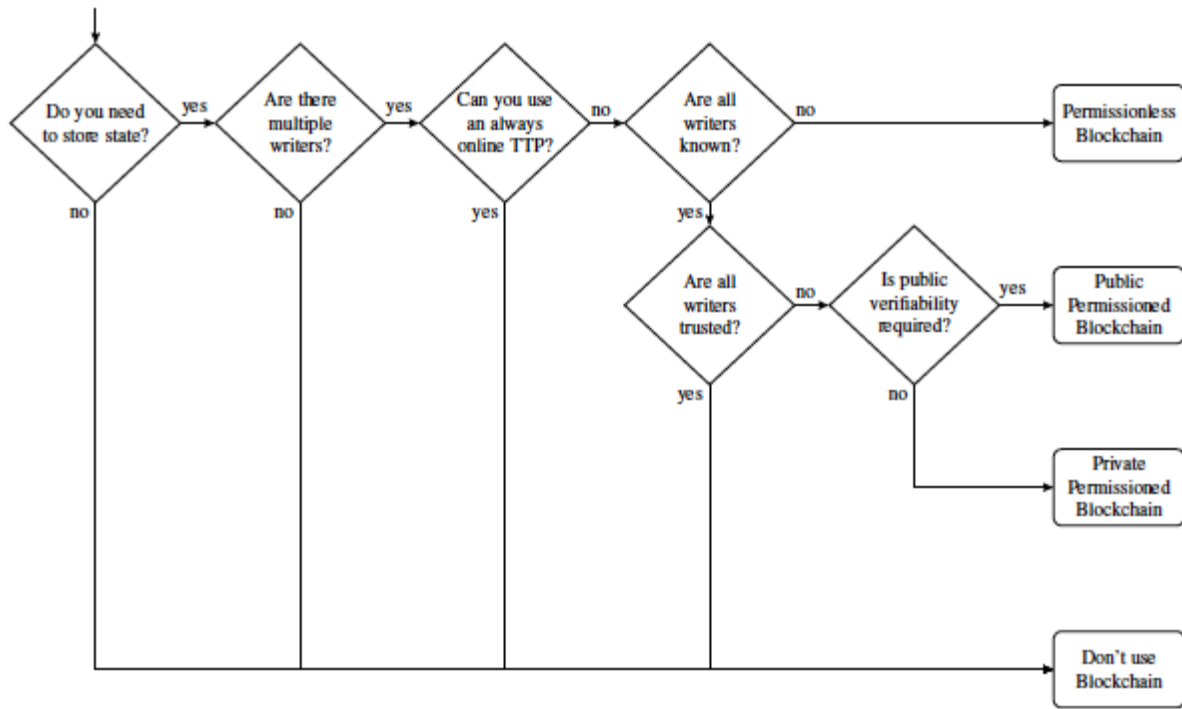 Do you need
to store state?
yes
no
Are there
multiple
writers?
yes
no
Can you use
an always
online TTP?
no
yes
Are all
writers
known?
no
yes
Permissionless
Blockchain
Are all
writers
trusted?
no
yes
Is public
verifiability
required?
yes
no
Public
Permissioned
Blockchain
Private
Permissioned
Blockchain
Don't use
Blockchain